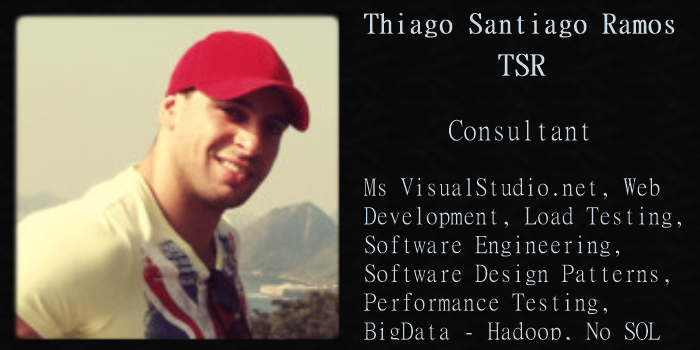 Thiago Santiago Ramos
TSR
Consultant
Ms VisualStudio.net, Web
Development, Load Testing,
Software Engineering,
Software Design Patterns,
Performance Testing,
BigData - Hadoop, No SQL